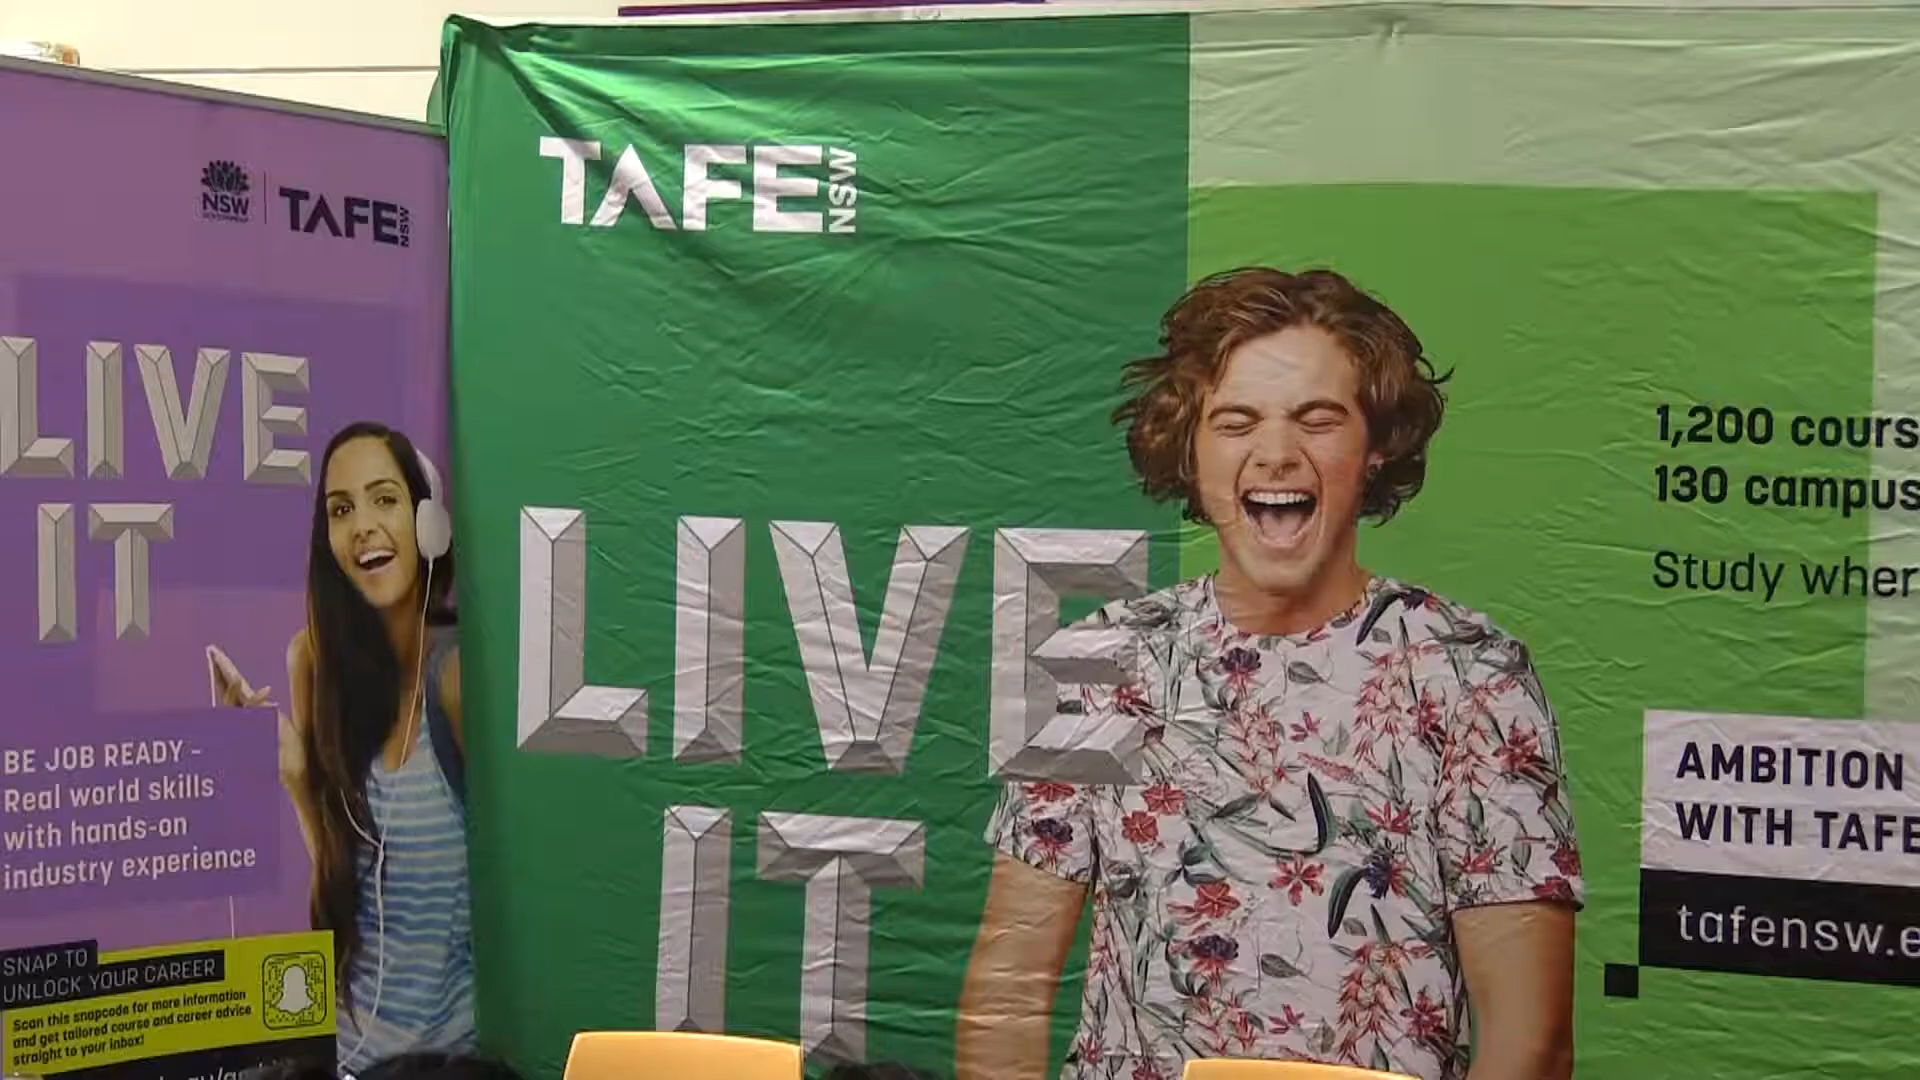 NSW
GOVERNMENT
TAFE NSW
LIVE
IT
BE JOB READY -
Real world skills
with hands-on
industry experience
SNAP TO
UNLOCK YOUR CAREER
Scan this snapcode for more information
and get tailored course and career advice
straight to your inbox!
TAFE NSW
LIVE
IT
1,200 cours
130 campus
Study wher
AMBITION
WITH TAFE
tafensw.e